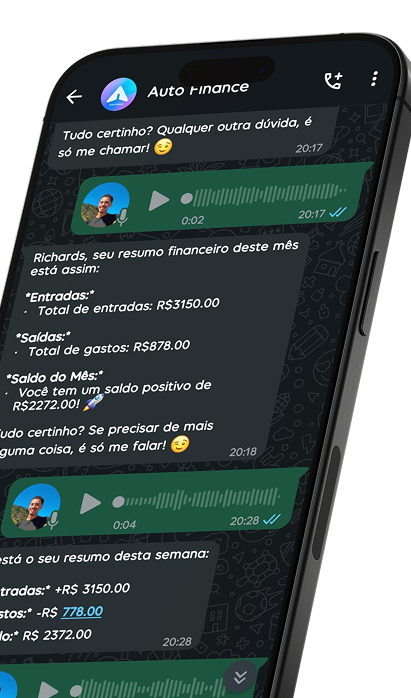 Auto Finance
Tudo certinho? Qualquer outra dúvida, é
só me chamar! 😉
20:17
0:02
20:17
Richards, seu resumo financeiro deste mês
está assim:
*Entradas:*
· Total de entradas: R$3150.00
*Saídas:*
· Total de gastos: R$878.00
*Saldo do Mês:*
· Você tem um saldo positivo de
R$2272.00! 🚀
udo certinho? Se precisar de mais
guma coisa, é só me falar! 😉
20:18
0:04
20:28
está o seu resumo desta semana:
tradas:* +R$ 3150.00
stos:* -R$ 778.00
do:* R$ 2372.00
20:28